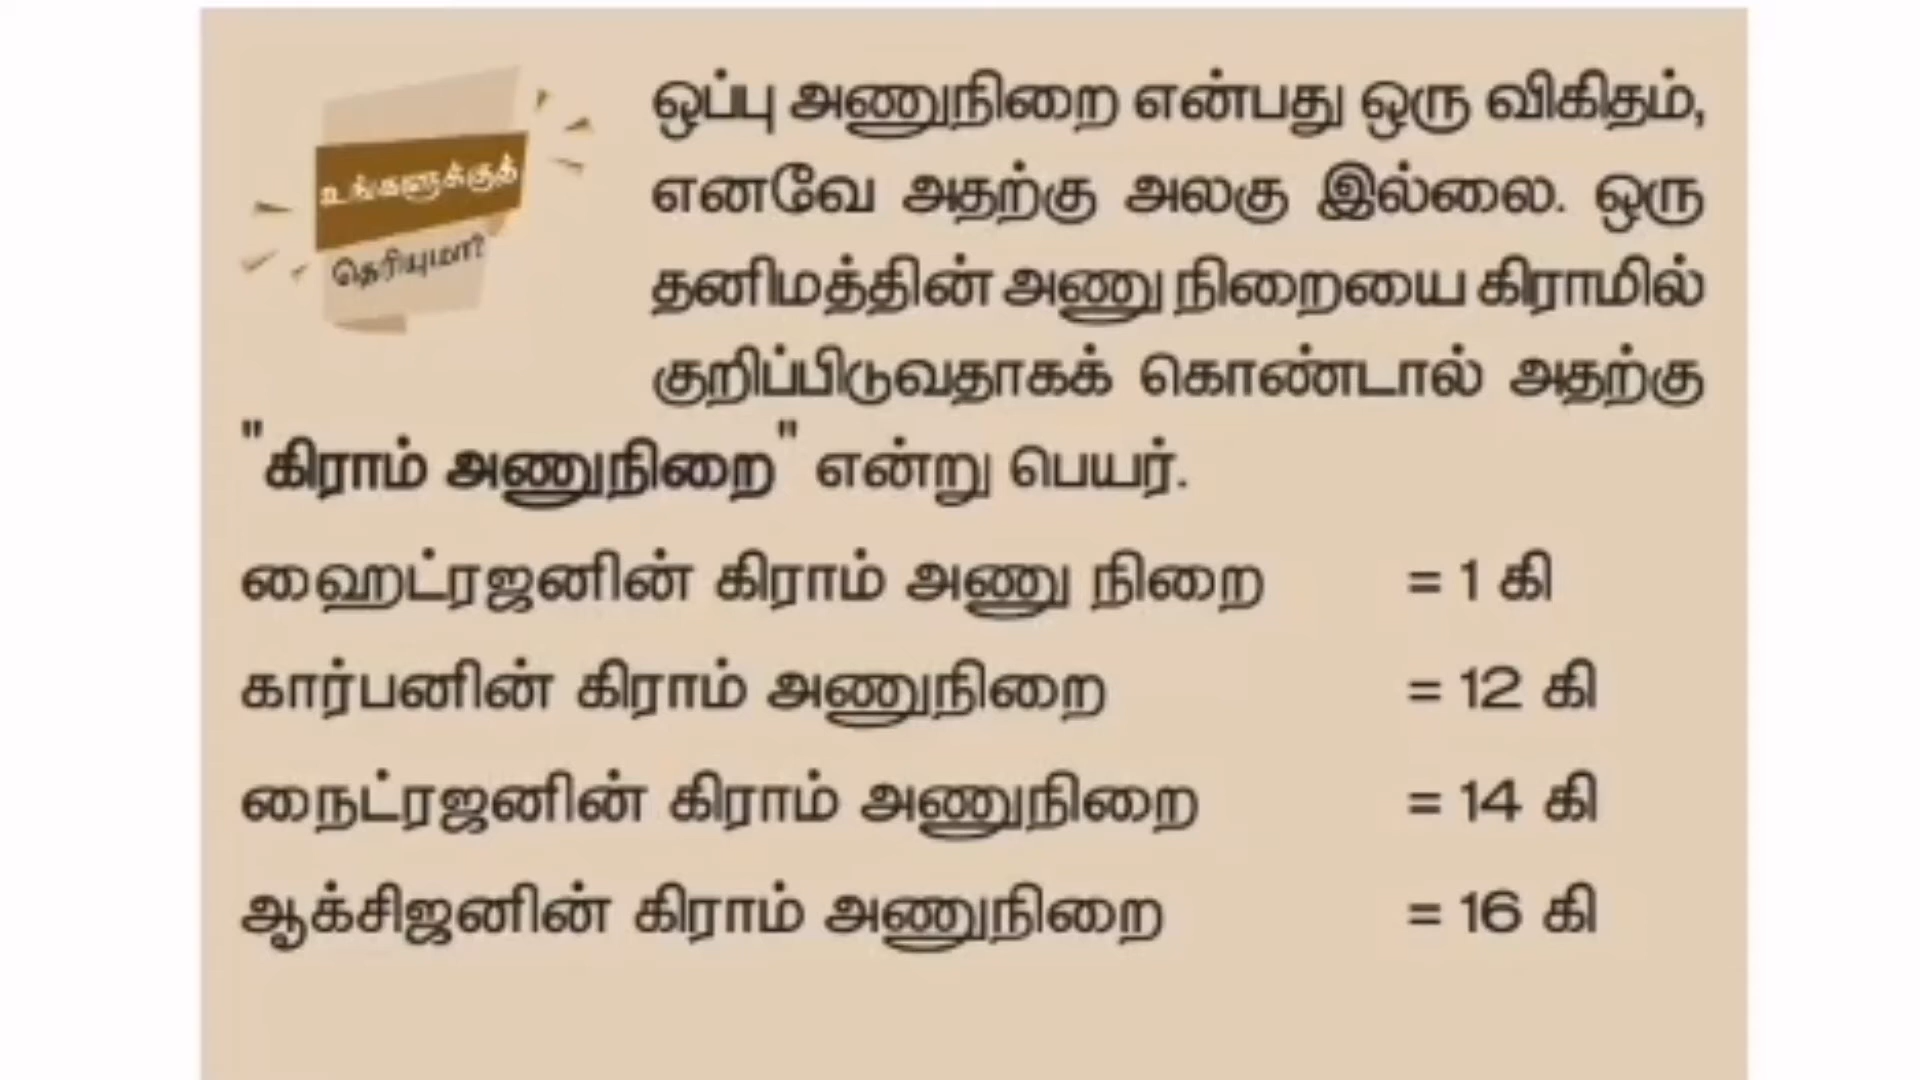 உங்களுக்குத்
தெரியுமா?
ஒப்பு அணுநிறை என்பது ஒரு விகிதம்,
எனவே அதற்கு அலகு இல்லை. ஒரு
தனிமத்தின் அணு நிறையை கிராமில்
குறிப்பிடுவதாகக் கொண்டால் அதற்கு
"கிராம் அணுநிறை" என்று பெயர்.
ஹைட்ரஜனின் கிராம் அணு நிறை = 1 கி
கார்பனின் கிராம் அணுநிறை = 12 கி
நைட்ரஜனின் கிராம் அணுநிறை = 14 கி
ஆக்சிஜனின் கிராம் அணுநிறை = 16 கி